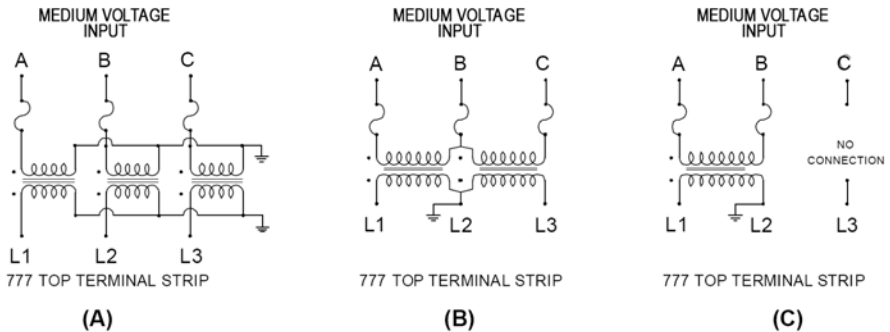 MEDIUM VOLTAGE
INPUT
A B C
L1 L2 L3
777 TOP TERMINAL STRIP
(A)
MEDIUM VOLTAGE
INPUT
A B C
L1 L2 L3
777 TOP TERMINAL STRIP
(B)
MEDIUM VOLTAGE
INPUT
A B C
NO
CONNECTION
L1 L2 L3
777 TOP TERMINAL STRIP
(C)